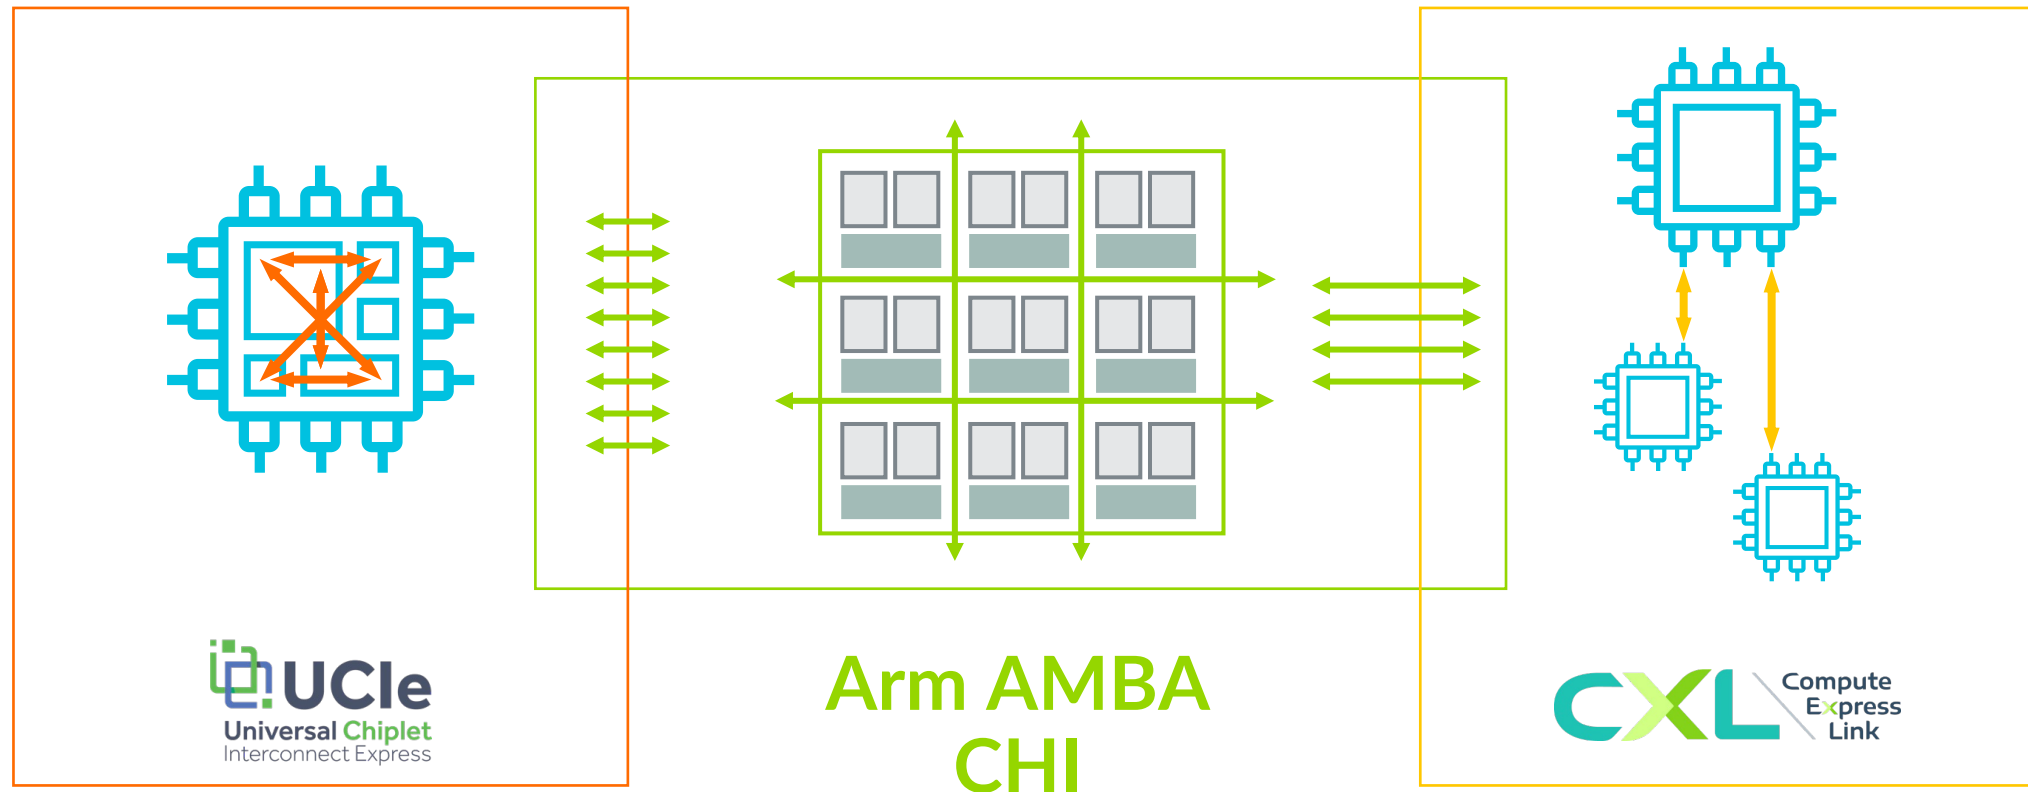 UCIe
Universal Chiplet
Interconnect Express
Arm AMBA
CHI
CXL
Compute
Express
Link